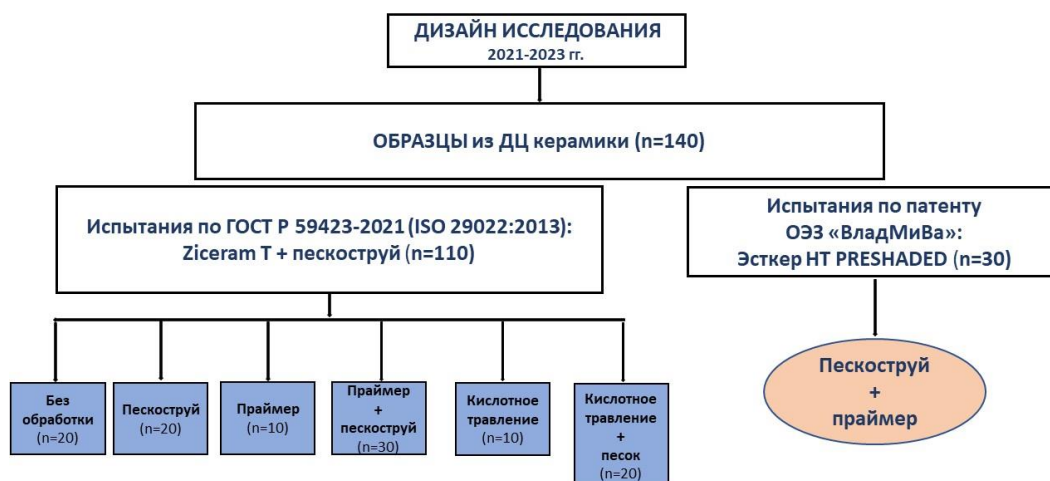 ДИЗАЙН ИССЛЕДОВАНИЯ
2021-2023 гг.
ОБРАЗЦЫ из ДЦ керамики (n=140)
Испытания по ГОСТ Р 59423-2021 (ISO 29022:2013):
Ziceram T + пескоструй (n=110)
Испытания по патенту
ОЭЗ «ВладМиВа»:
Эсткер HT PRESHADED (n=30)
Без
обработки
(n=20)
Пескоструй
(n=20)
Праймер
(n=10)
Праймер
+
пескоструй
(n=30)
Кислотное
травление
(n=10)
Кислотное
травление
+
песок
(n=20)
Пескоструй
+
праймер